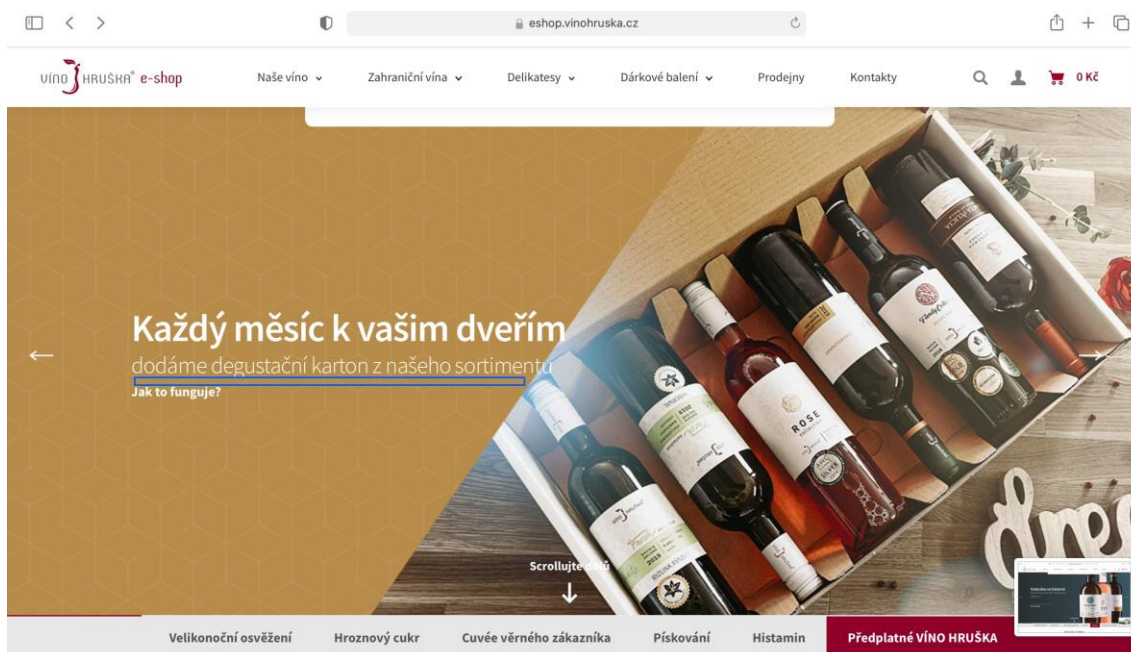 eshop.vinohruska.cz
VÍNO HRUŠKA® e-shop
Naše víno
Zahraniční vína
Delikatesy
Dárkové balení
Prodejny
Kontakty
0 Kč
Každý měsíc k vašim dveřím
dodáme degustační karton z našeho sortimentu
Jak to funguje?
ROSE
2019
Scrollujte dolů
Velikonoční osvěžení
Hroznový cukr
Cuvée věrného zákazníka
Pískování
Histamin
Předplatné VÍNO HRUŠKA